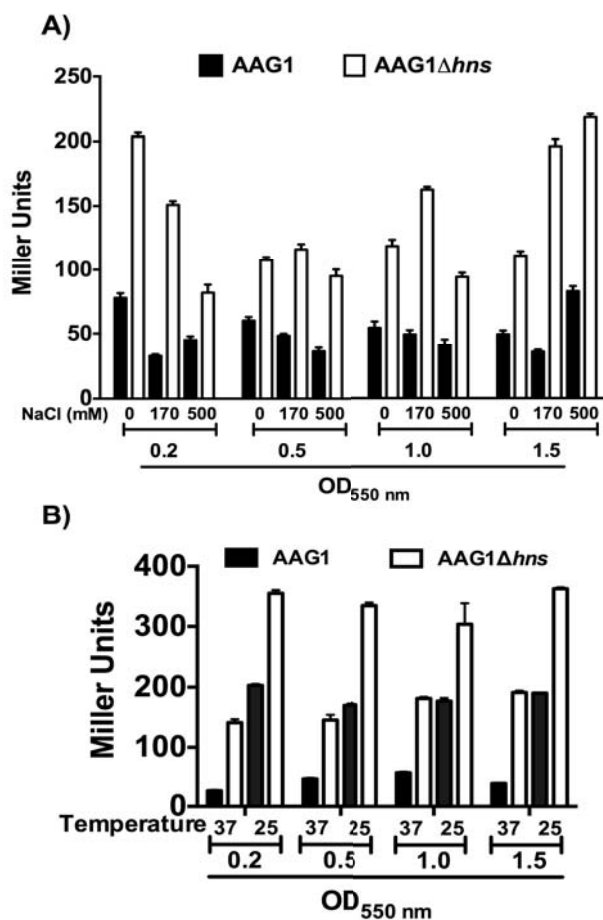 A)
AAG1 AAG1Δhns
250
200
150
100
50
0
Miller Units
NaCl (mM) 0 170 500 0 170 500 0 170 500 0 170 500
0.2 0.5 1.0 1.5
OD550 nm
B)
AAG1 AAG1Δhns
400
300
200
100
0
Miller Units
Temperature 37 25 37 25 37 25 37 25
0.2 0.5 1.0 1.5
OD550 nm